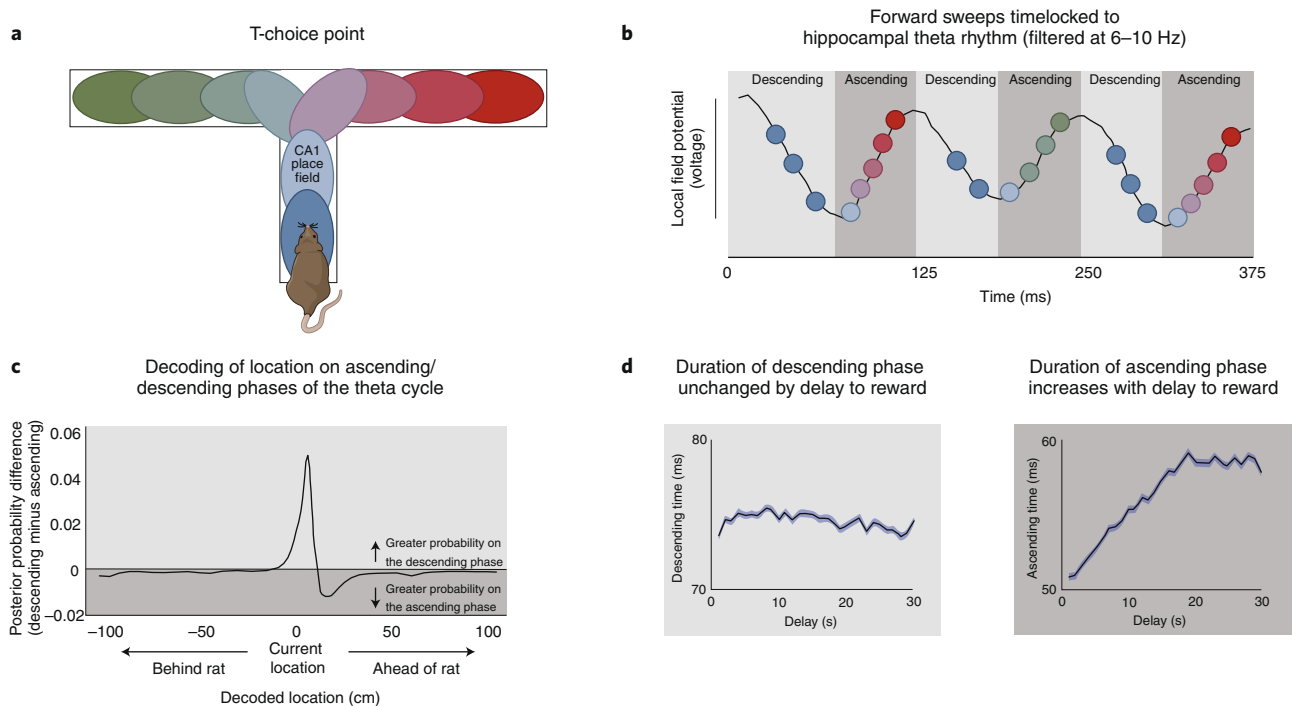 a
T-choice point
CA1
place
field
b
Forward sweeps timelocked to
hippocampal theta rhythm (filtered at 6–10 Hz)
Descending
Ascending
Descending
Ascending
Descending
Ascending
Local field potential
(voltage)
0
125
250
375
Time (ms)
c
Decoding of location on ascending/
descending phases of the theta cycle
Posterior probability difference
(descending minus ascending)
0.06
0.04
0.02
0
–0.02
Greater probability on
the descending phase
Greater probability on
the ascending phase
–100
–50
0
50
100
Behind rat
Current
location
Ahead of rat
Decoded location (cm)
d
Duration of descending phase
unchanged by delay to reward
Descending time (ms)
80
70
0
10
20
30
Delay (s)
Duration of ascending phase
increases with delay to reward
Ascending time (ms)
60
50
0
10
20
30
Delay (s)